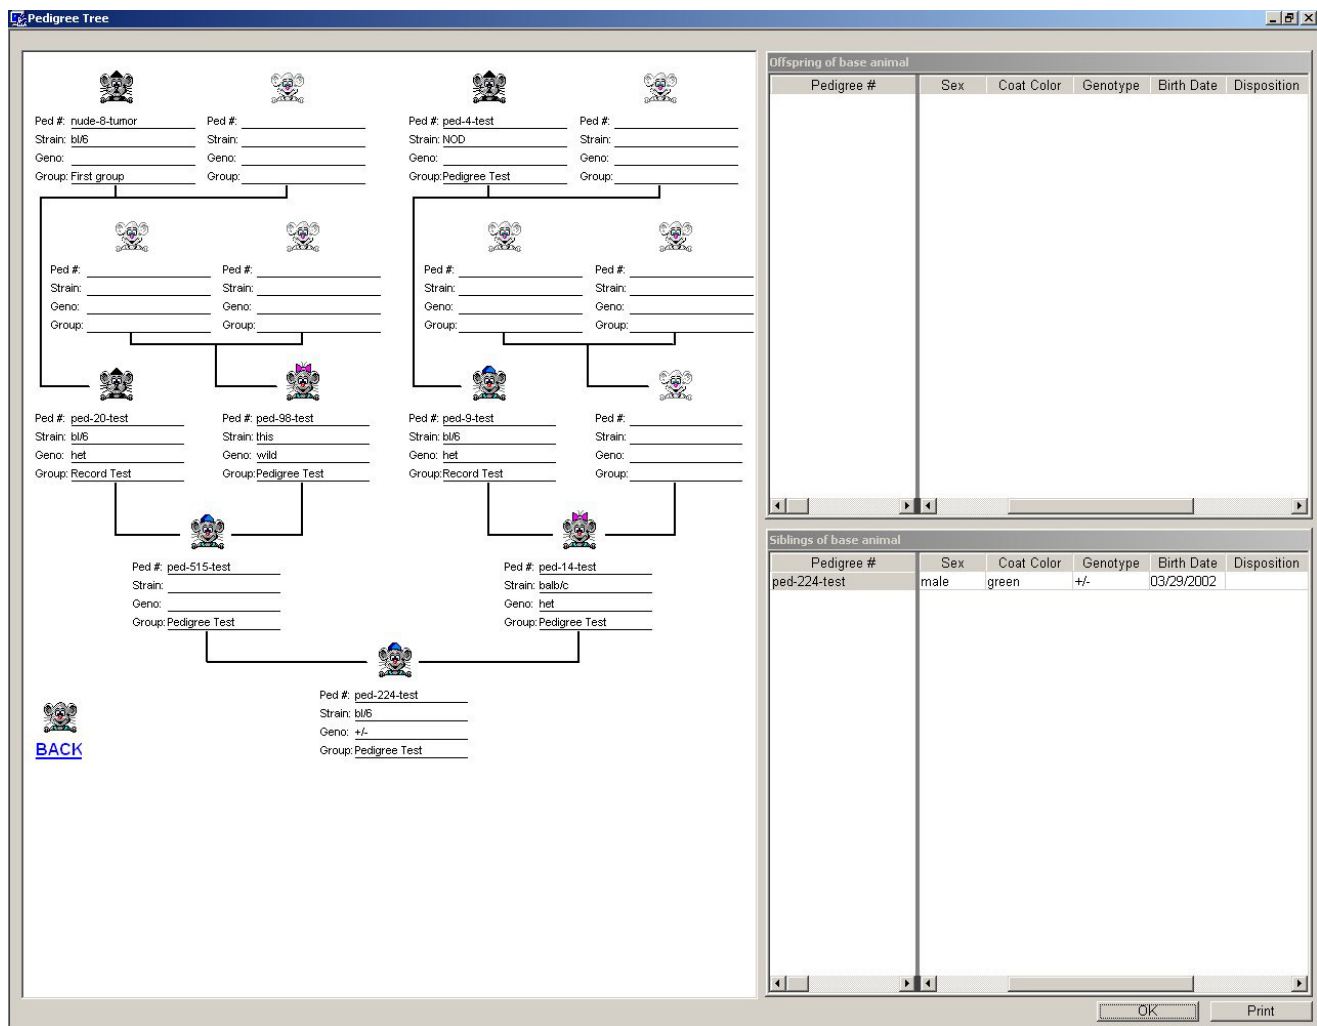 Pedigree Tree
Ped #: nude-8-tumor Ped #: Ped #: ped-4-test Ped #:
Strain: bl/6 Strain: Strain: NOD Strain:
Geno: Geno: Geno: Geno:
Group: First group Group: Group: Pedigree Test Group:
Ped #: Ped #: Ped #: Ped #:
Strain: Strain: Strain: Strain:
Geno: Geno: Geno: Geno:
Group: Group: Group: Group:
Ped #: ped-20-test Ped #: ped-98-test Ped #: ped-9-test Ped #:
Strain: bl/6 Strain: this Strain: bl/6 Strain:
Geno: het Geno: wild Geno: het Geno:
Group: Record Test Group: Pedigree Test Group: Record Test Group:
Ped #: ped-515-test Ped #: ped-14-test
Strain: Strain: balb/c
Geno: Geno: het
Group: Pedigree Test Group: Pedigree Test
Ped #: ped-224-test
Strain: bl/6
Geno: +/-
Group: Pedigree Test
BACK
Offspring of base animal
Pedigree # Sex Coat Color Genotype Birth Date Disposition
Siblings of base animal
Pedigree # Sex Coat Color Genotype Birth Date Disposition
ped-224-test male green +/- 03/29/2002
OK Print